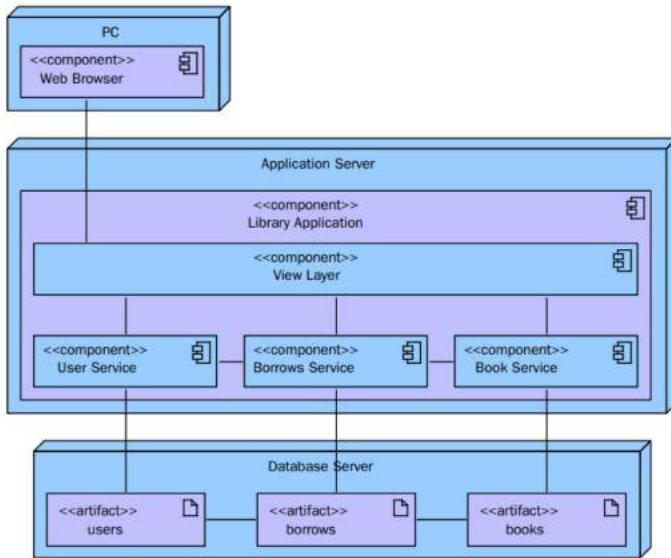 PC
<<component>>
Web Browser
Application Server
<<component>>
Library Application
<<component>>
View Layer
<<component>>
User Service
<<component>>
Borrows Service
<<component>>
Book Service
Database Server
<<artifact>>
users
<<artifact>>
borrows
<<artifact>>
books